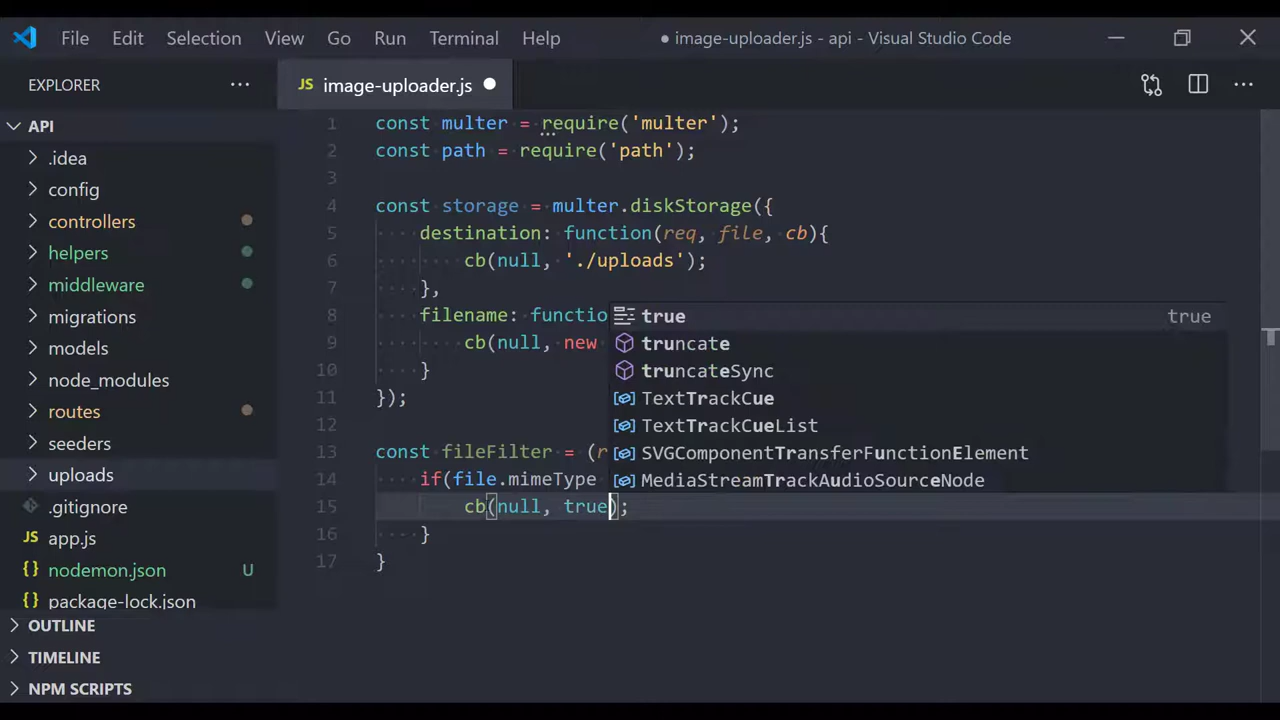 File Edit Selection View Go Run Terminal Help ● image-uploader.js - api - Visual Studio Code
EXPLORER ···
JS image-uploader.js
API
.idea
config
controllers
helpers
middleware
migrations
models
node_modules
routes
seeders
uploads
.gitignore
app.js
{} nodemon.json U
{} package-lock.json
OUTLINE
TIMELINE
NPM SCRIPTS
1 const multer = require('multer');
2 const path = require('path');
3
4 const storage = multer.diskStorage({
5 destination: function(req, file, cb){
6 cb(null, './uploads');
7 },
8 filename: functio
9 cb(null, new
10 }
11 });
12
13 const fileFilter = (r
14 if(file.mimeType
15 cb(null, true);
16 }
17 }
true true
truncate
truncateSync
TextTrackCue
TextTrackCueList
SVGComponentTransferFunctionElement
MediaStreamTrackAudioSourceNode